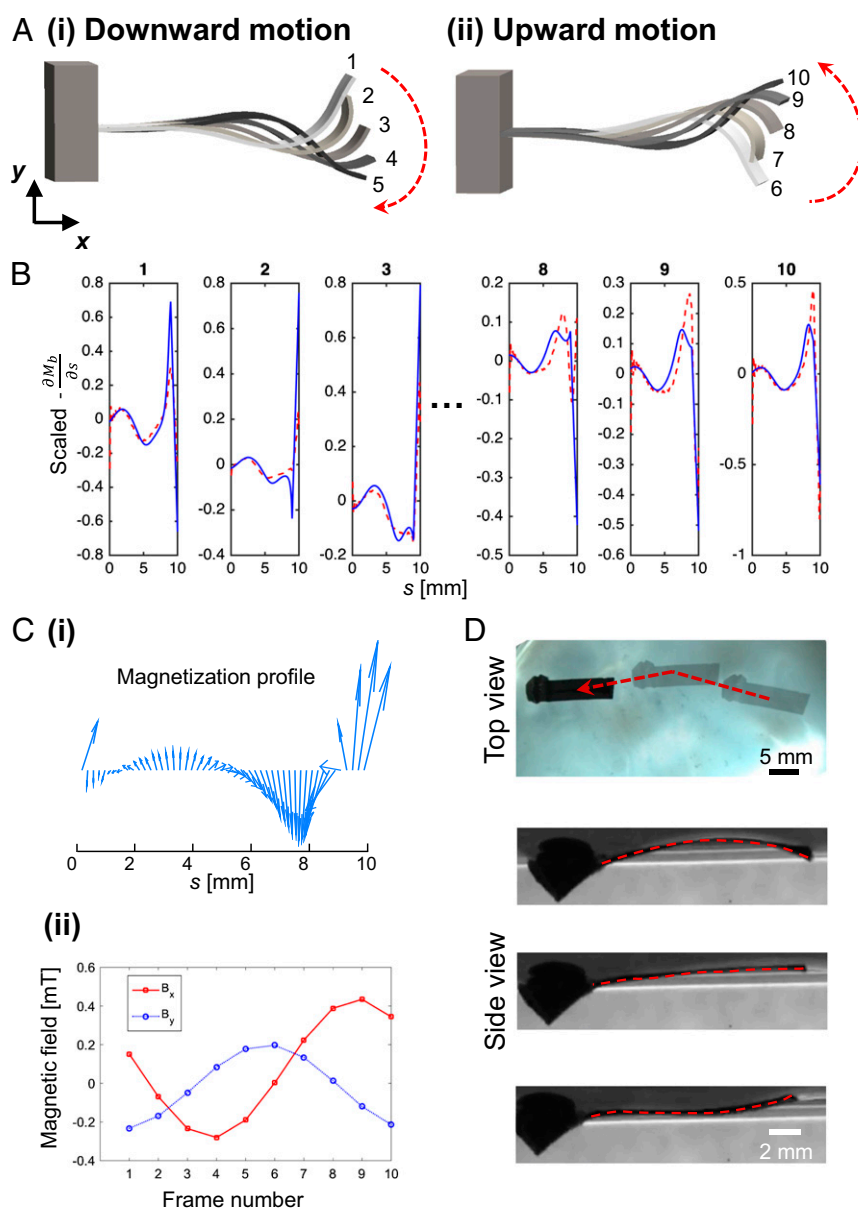 A (i) Downward motion
(ii) Upward motion
1
2
3
4
5
10
9
8
7
6
y
x
B
1
2
3
8
9
10
Scaled - ∂M_b/∂s
0.8
0.6
0.4
0.2
0
-0.2
-0.4
-0.6
-0.8
0 5 10
0.8
0.6
0.4
0.2
0
-0.2
-0.4
0 5 10
0.8
0.6
0.4
0.2
0
-0.2
0 5 10
...
0.2
0.1
0
-0.1
-0.2
-0.3
-0.4
-0.5
0 5 10
0.3
0.2
0.1
0
-0.1
-0.2
-0.3
-0.4
-0.5
-0.6
0 5 10
0.5
0
-0.5
-1
0 5 10
s [mm]
C (i)
Magnetization profile
0 2 4 6 8 10
s [mm]
(ii)
Magnetic field [mT]
0.6
0.4
0.2
0
-0.2
-0.4
B_x
B_y
1 2 3 4 5 6 7 8 9 10
Frame number
D
Top view
5 mm
Side view
2 mm